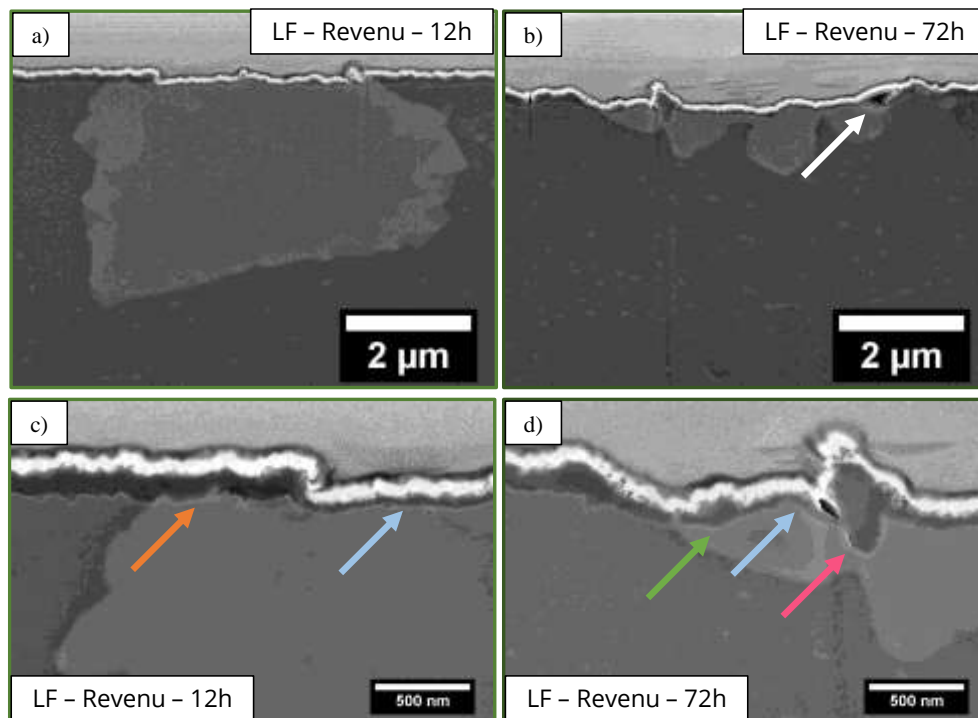 a)
LF – Revenu – 12h
b)
LF – Revenu – 72h
2 µm
2 µm
c)
d)
LF – Revenu – 12h
500 nm
LF – Revenu – 72h
500 nm